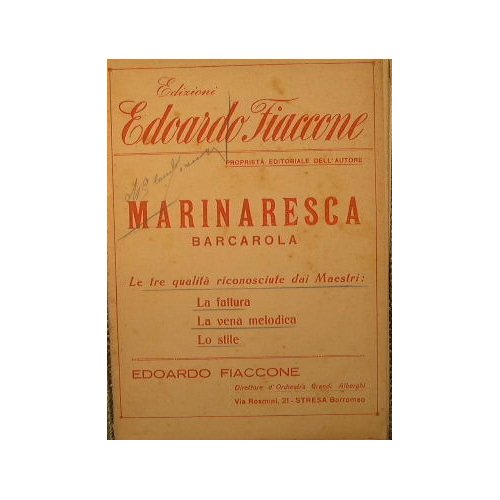 Edizioni
Edoardo Fiaccone
PROPRIETÀ EDITORIALE DELL'AUTORE
MARINARESCA
BARCAROLA
Le tre qualità riconosciute dai Maestri:
La fattura
La vena melodica
Lo stile
EDOARDO FIACCONE
Direttore d'Orchestra Grandi Alberghi
Via Rosmini, 21 - STRESA Borromeo